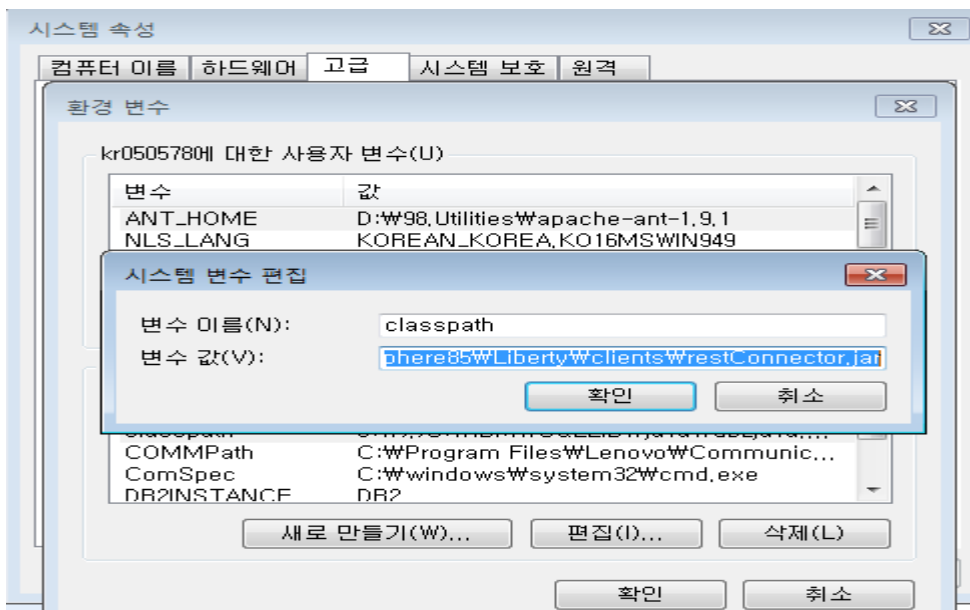 시스템 속성
컴퓨터 이름 하드웨어 고급 시스템 보호 원격
환경 변수
kr050578에 대한 사용자 변수(U)
변수 값
ANT_HOME D:₩98.Utilities₩apache-ant-1.9.1
NLS_LANG KOREAN_KOREA.KO16MSWIN949
시스템 변수 편집
변수 이름(N): classpath
변수 값(V): phere85₩Liberty₩clients₩restConnector.jar
확인 취소
COMMPath C:₩Program Files₩Lenovo₩Communic...
ComSpec C:₩windows₩system32₩cmd.exe
DB2INSTANCE DB2
새로 만들기(W)... 편집(I)... 삭제(L)
확인 취소